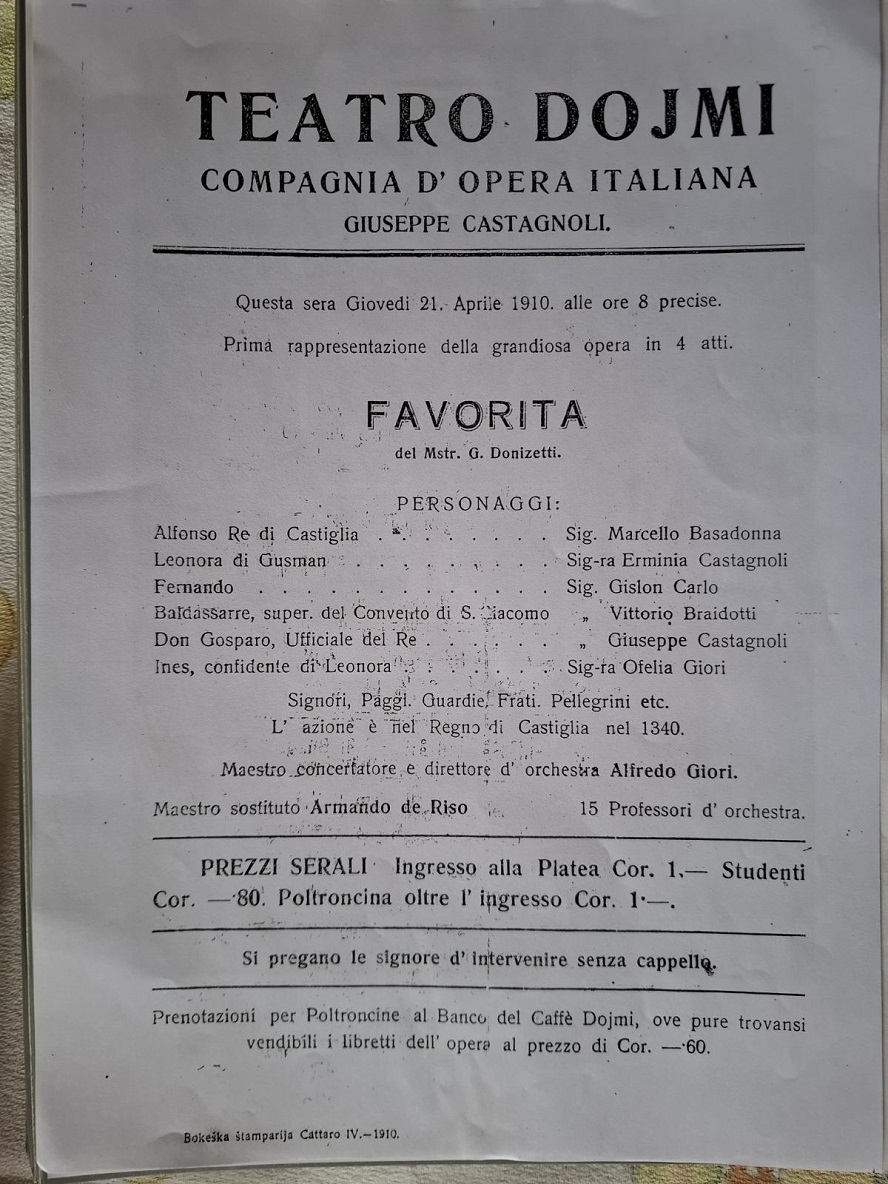 TEATRO DOJMI
COMPAGNIA D' OPERA ITALIANA
GIUSEPPE CASTAGNOLI.
Questa sera Giovedi 21. Aprile 1910. alle ore 8 precise.
Prima rappresentazione della grandiosa opera in 4 atti.
FAVORITA
del Mstr. G. Donizetti.
PERSONAGGI:
Alfonso Re di Castiglia . . . . . . . Sig. Marcello Basadonna
Leonora di Gusman . . . . . . . . Sig-ra Erminia Castagnoli
Fernando . . . . . . . . . . . . . Sig. Gislon Carlo
Baldassarre, super. del Convento di S. Giacomo „ Vittorio Braidotti
Don Gosparo, Ufficiale del Re . . . . . „ Giuseppe Castagnoli
Ines, confidente di Leonora . . . . . . Sig-ra Ofelia Giori
Signori, Paggi. Guardie, Frati. Pellegrini etc.
L' azione è nel Regno di Castiglia nel 1340.
Maestro concertatore e direttore d' orchestra Alfredo Giori.
Maestro sostituto Armando de Riso 15 Professori d' orchestra.
PREZZI SERALI Ingresso alla Platea Cor. 1.— Studenti
Cor. —·80. Poltroncina oltre l' ingresso Cor. 1·—.
Si pregano le signore d' intervenire senza cappello.
Prenotazioni per Poltroncine al Banco del Caffè Dojmi, ove pure trovansi
vendibili i libretti dell' opera al prezzo di Cor. —·60.
Bokeška štamparija Cattaro IV.—1910.